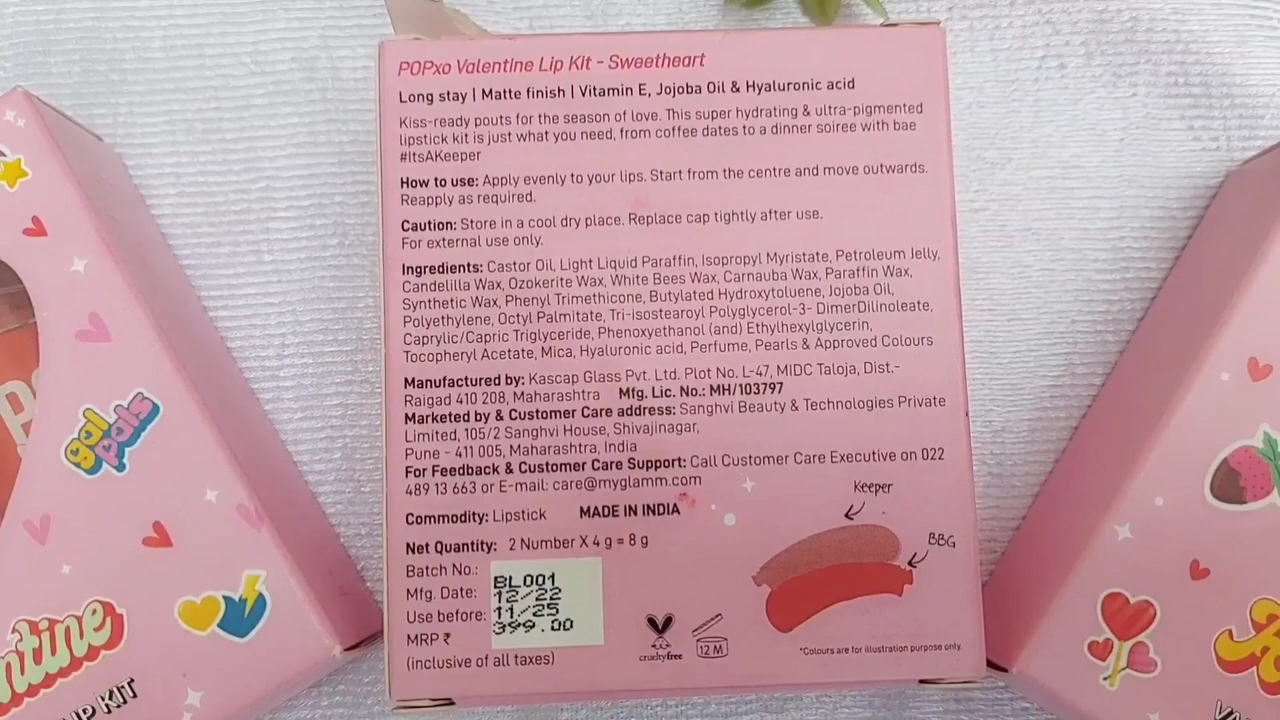 POPxo Valentine Lip Kit - Sweetheart
Long stay | Matte finish | Vitamin E, Jojoba Oil & Hyaluronic acid
Kiss-ready pouts for the season of love. This super hydrating & ultra-pigmented
lipstick kit is just what you need, from coffee dates to a dinner soiree with bae
#ItsAKeeper
How to use: Apply evenly to your lips. Start from the centre and move outwards.
Reapply as required.
Caution: Store in a cool dry place. Replace cap tightly after use.
For external use only.
Ingredients: Castor Oil, Light Liquid Paraffin, Isopropyl Myristate, Petroleum Jelly,
Candelilla Wax, Ozokerite Wax, White Bees Wax, Carnauba Wax, Paraffin Wax,
Synthetic Wax, Phenyl Trimethicone, Butylated Hydroxytoluene, Jojoba Oil,
Polyethylene, Octyl Palmitate, Tri-isostearoyl Polyglycerol-3- DimerDilinoleate,
Caprylic/Capric Triglyceride, Phenoxyethanol (and) Ethylhexylglycerin,
Tocopheryl Acetate, Mica, Hyaluronic acid, Perfume, Pearls & Approved Colours
Manufactured by: Kascap Glass Pvt. Ltd. Plot No. L-47, MIDC Taloja, Dist.-
Raigad 410 208, Maharashtra Mfg. Lic. No.: MH/103797
Marketed by & Customer Care address: Sanghvi Beauty & Technologies Private
Limited, 105/2 Sanghvi House, Shivajinagar,
Pune - 411 005, Maharashtra, India
For Feedback & Customer Care Support: Call Customer Care Executive on 022
489 13 663 or E-mail: care@myglamm.com
Commodity: Lipstick MADE IN INDIA
Net Quantity: 2 Number X 4 g = 8 g
Batch No.: BL001
Mfg. Date: 12/22
Use before: 11/25
MRP ₹ 399.00
(inclusive of all taxes)
Keeper
BBG
crueltyfree
12 M
*Colours are for illustration purpose only.
gal
pals
ntine
IP KIT